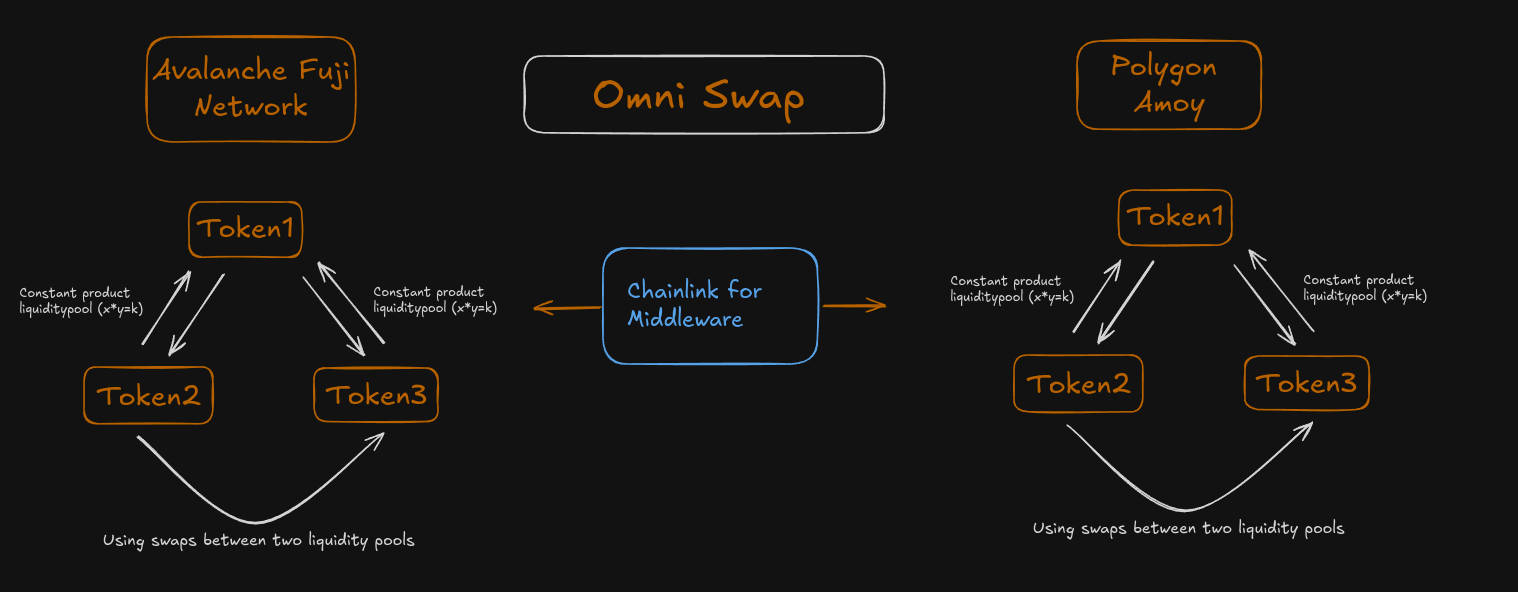 Avalanche Fuji
Network
Omni Swap
Polygon
Amoy
Token1
Constant product
liquiditypool (x*y=k)
Constant product
liquiditypool (x*y=k)
Token2
Token3
Using swaps between two liquidity pools
Chainlink for
Middleware
Token1
Constant product
liquiditypool (x*y=k)
Constant product
liquiditypool (x*y=k)
Token2
Token3
Using swaps between two liquidity pools